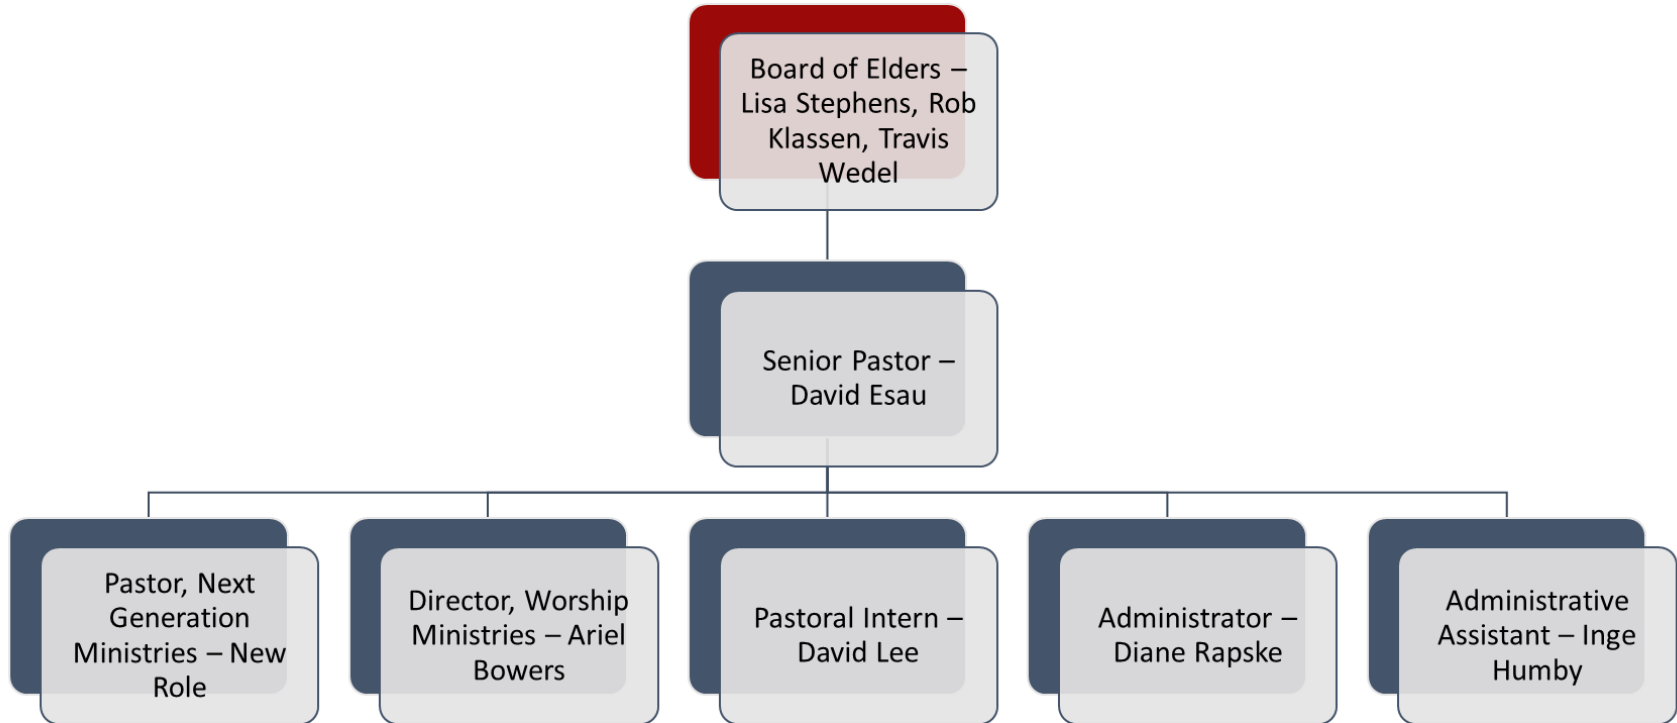 Board of Elders –
Lisa Stephens, Rob
Klassen, Travis
Wedel
Senior Pastor –
David Esau
Pastor, Next
Generation
Ministries – New
Role
Director, Worship
Ministries – Ariel
Bowers
Pastoral Intern –
David Lee
Administrator –
Diane Rapske
Administrative
Assistant – Inge
Humby